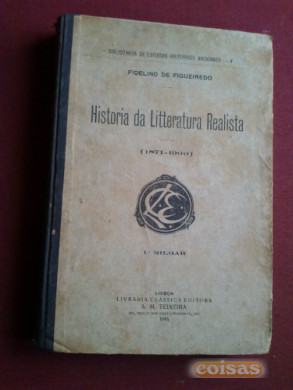 BIBLIOTHECA DE ESTUDOS HISTORICOS NACIONAES - V
FIDELINO DE FIGUEIREDO
Historia da Litteratura Realista
(1871-1900)
1.º MILHAR
LISBOA
LIVRARIA CLÁSSICA EDITORA
A. M. TEIXEIRA
coisas